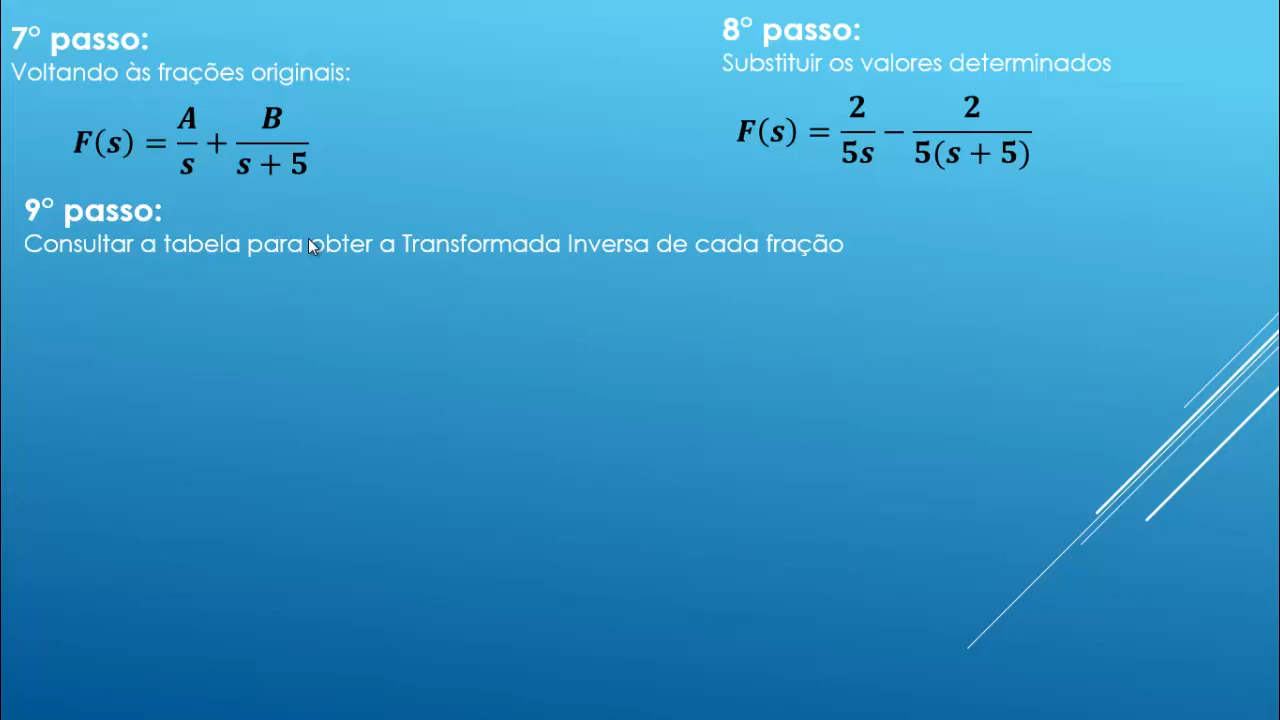 7° passo:
Voltando às frações originais:
F(s) = A/s + B/(s + 5)
8° passo:
Substituir os valores determinados
F(s) = 2/5s − 2/5(s + 5)
9° passo:
Consultar a tabela para obter a Transformada Inversa de cada fração